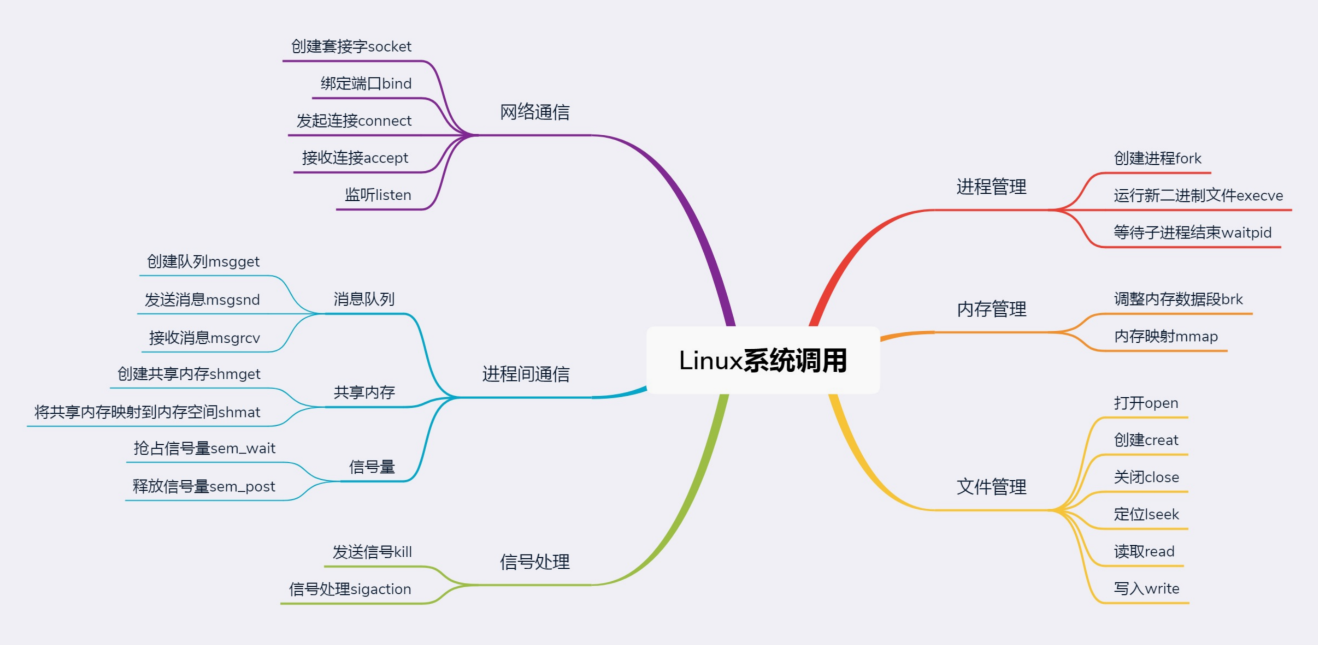 Linux系统调用
进程管理
创建进程fork
运行新二进制文件execve
等待子进程结束waitpid
内存管理
调整内存数据段brk
内存映射mmap
文件管理
打开open
创建creat
关闭close
定位lseek
读取read
写入write
网络通信
创建套接字socket
绑定端口bind
发起连接connect
接收连接accept
监听listen
进程间通信
消息队列
创建队列msgget
发送消息msgsnd
接收消息msgrcv
共享内存
创建共享内存shmget
将共享内存映射到内存空间shmat
信号量
抢占信号量sem_wait
释放信号量sem_post
信号处理
发送信号kill
信号处理sigaction